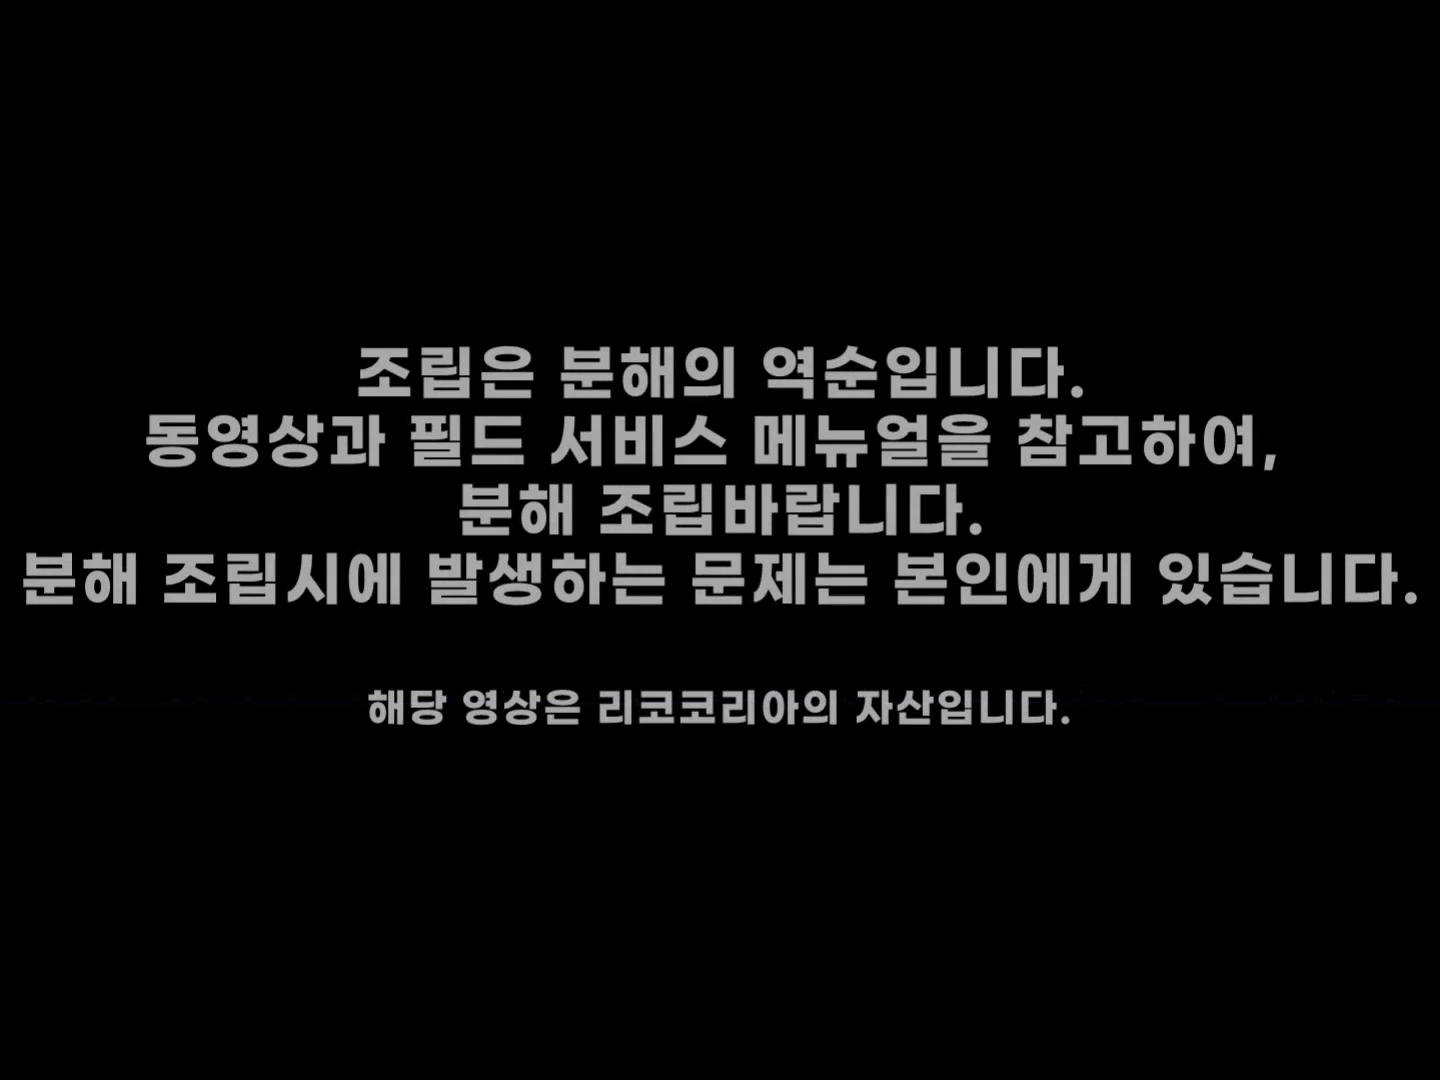 조립은 분해의 역순입니다.
동영상과 필드 서비스 메뉴얼을 참고하여,
분해 조립바랍니다.
분해 조립시에 발생하는 문제는 본인에게 있습니다.
해당 영상은 리코코리아의 자산입니다.